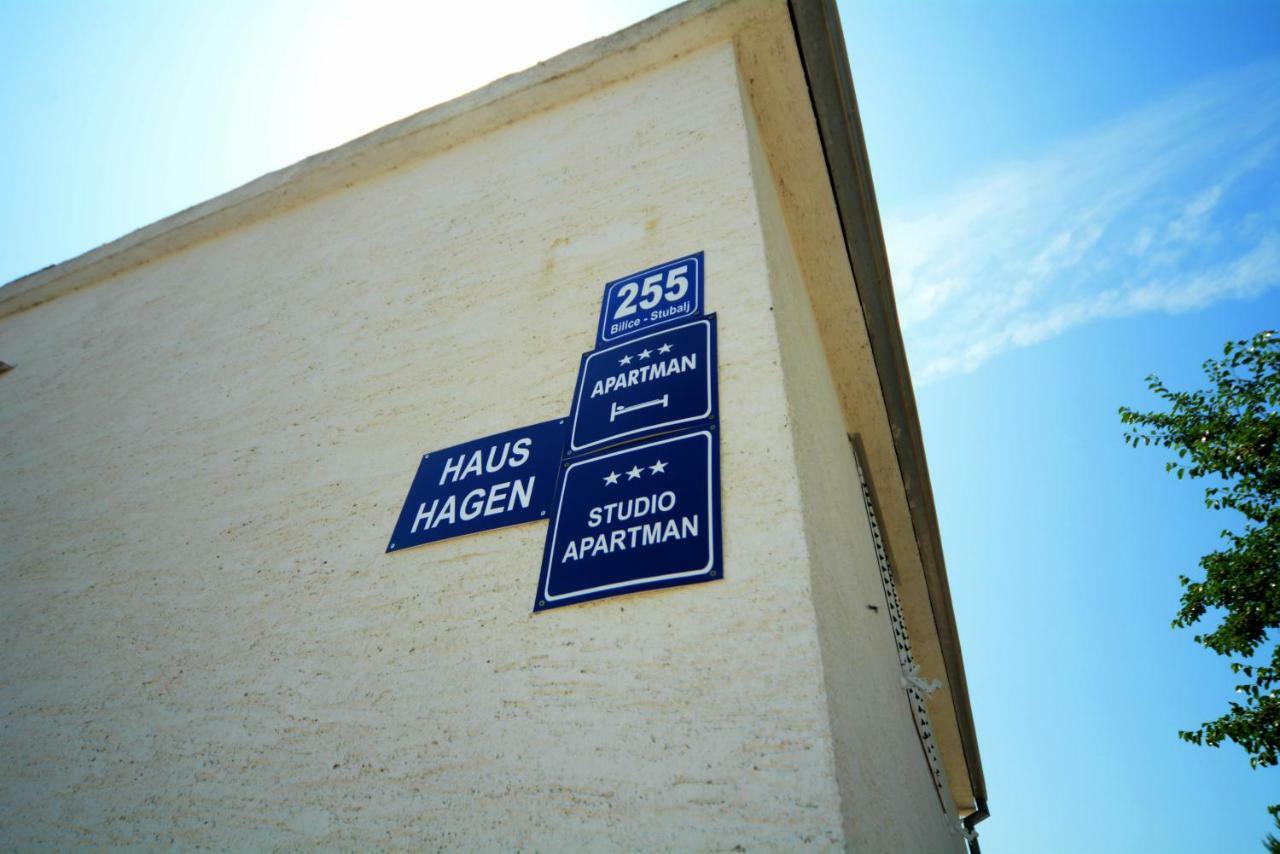 255
Bilice - Stubalj
★★★
APARTMAN
HAUS
HAGEN
★★★
STUDIO
APARTMAN